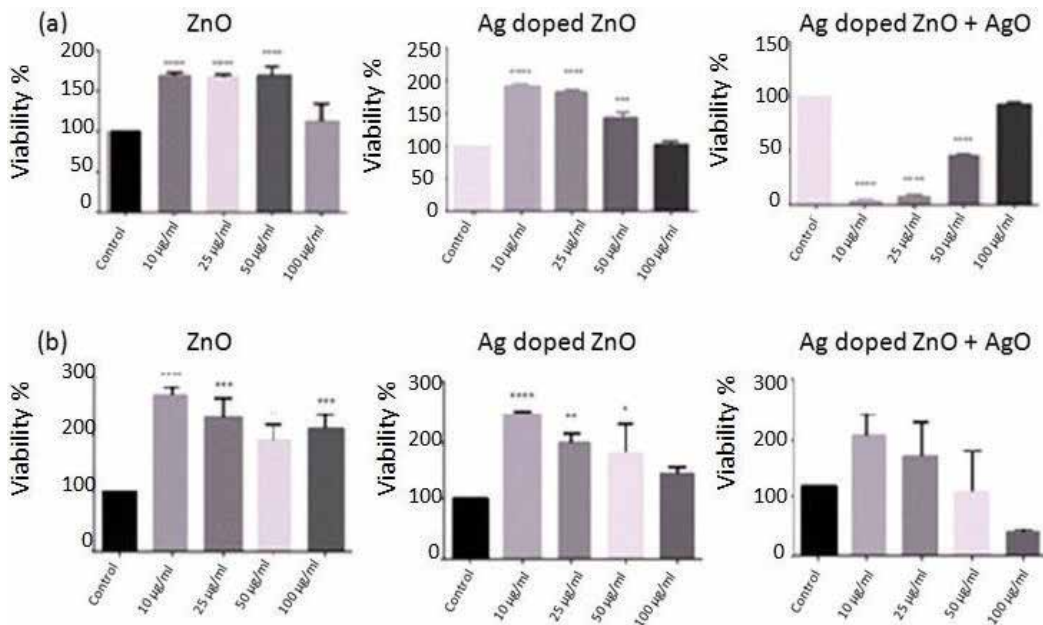 (a)
ZnO
Viability %
200
150
100
50
0
****
****
****
Control
10 µg/ml
25 µg/ml
50 µg/ml
100 µg/ml
Ag doped ZnO
Viability %
250
200
150
100
50
0
****
****
***
Control
10 µg/ml
25 µg/ml
50 µg/ml
100 µg/ml
Ag doped ZnO + AgO
Viability %
150
100
50
0
****
****
****
Control
10 µg/ml
25 µg/ml
50 µg/ml
100 µg/ml
(b)
ZnO
Viability %
300
200
100
0
****
***
***
Control
10 µg/ml
25 µg/ml
50 µg/ml
100 µg/ml
Ag doped ZnO
Viability %
300
200
100
0
****
**
*
Control
10 µg/ml
25 µg/ml
50 µg/ml
100 µg/ml
Ag doped ZnO + AgO
Viability %
300
200
100
0
Control
10 µg/ml
25 µg/ml
50 µg/ml
100 µg/ml